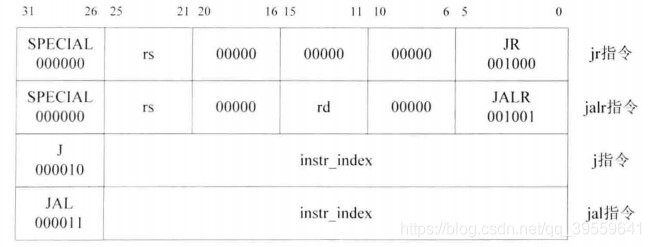 31 26 25 21 20 16 15 11 10 6 5 0
SPECIAL 000000 rs 00000 00000 00000 JR 001000 jr指令
SPECIAL 000000 rs 00000 rd 00000 JALR 001001 jalr指令
J 000010 instr_index j指令
JAL 000011 instr_index jal指令
https://blog.csdn.net/qq_39559641